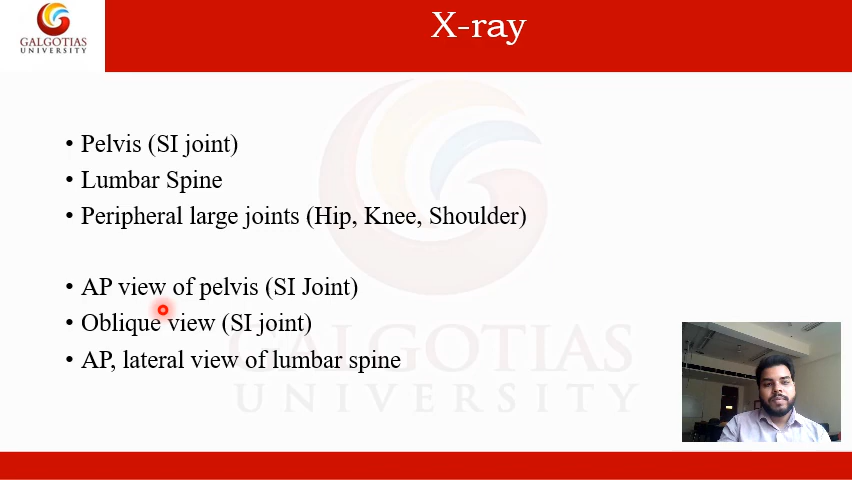 GALGOTIAS
UNIVERSITY
X-ray
• Pelvis (SI joint)
• Lumbar Spine
• Peripheral large joints (Hip, Knee, Shoulder)
• AP view of pelvis (SI Joint)
• Oblique view (SI joint)
• AP, lateral view of lumbar spine
GALGOTIAS
UNIVERSITY